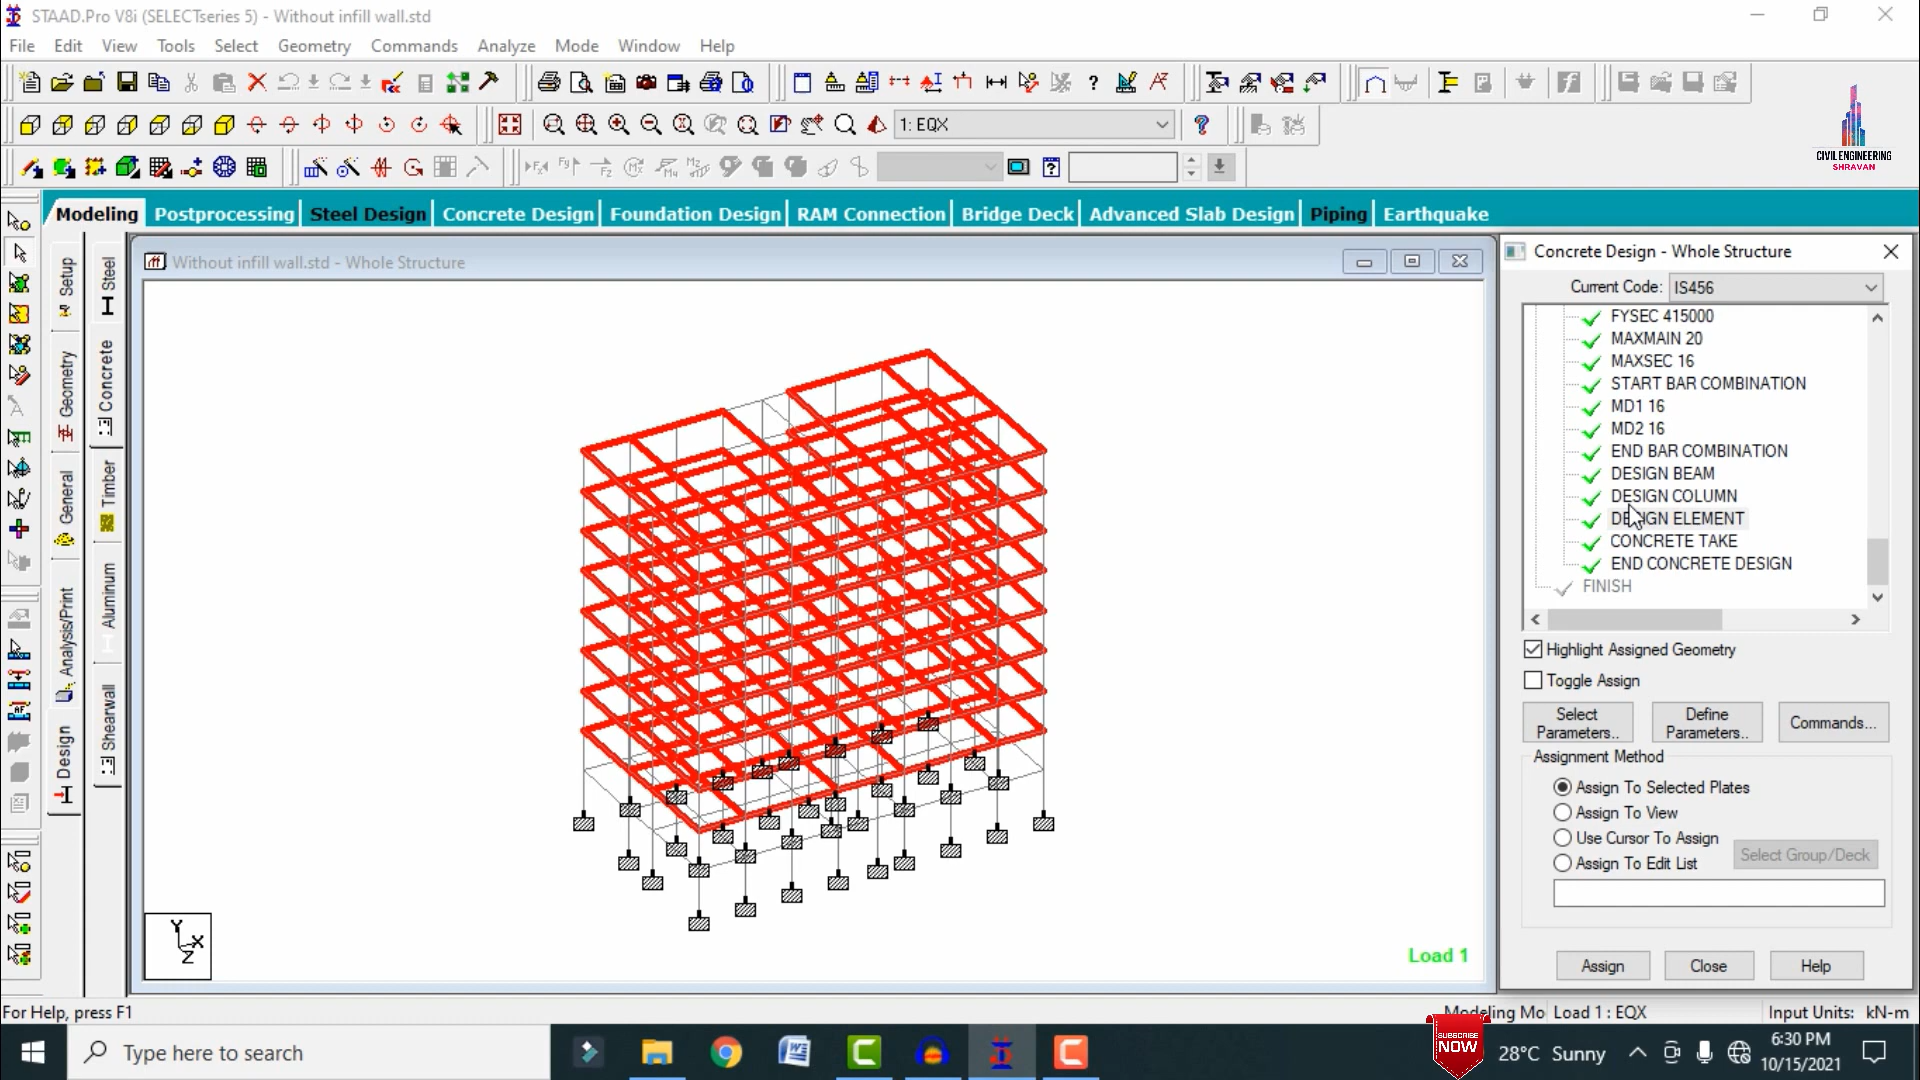 STAAD.Pro V8i (SELECTseries 5) - Without infill wall.std
File Edit View Tools Select Geometry Commands Analyze Mode Window Help
1: EQX
CIVIL ENGINEERING
SHRAVAN
Modeling Postprocessing Steel Design Concrete Design Foundation Design RAM Connection Bridge Deck Advanced Slab Design Piping Earthquake
Setup
Geometry
General
Analysis/Print
Design
Steel
Concrete
Timber
Aluminum
Shearwall
Without infill wall.std - Whole Structure
Y
X
Z
Load 1
Concrete Design - Whole Structure
Current Code: IS456
FYSEC 415000
MAXMAIN 20
MAXSEC 16
START BAR COMBINATION
MD1 16
MD2 16
END BAR COMBINATION
DESIGN BEAM
DESIGN COLUMN
DESIGN ELEMENT
CONCRETE TAKE
END CONCRETE DESIGN
FINISH
Highlight Assigned Geometry
Toggle Assign
Select Parameters..
Define Parameters..
Commands...
Assignment Method
Assign To Selected Plates
Assign To View
Use Cursor To Assign
Assign To Edit List
Select Group/Deck
Assign Close Help
For Help, press F1
Modeling Mo Load 1 : EQX Input Units: kN-m
Type here to search
SUBSCRIBE
NOW
28°C Sunny
6:30 PM
10/15/2021